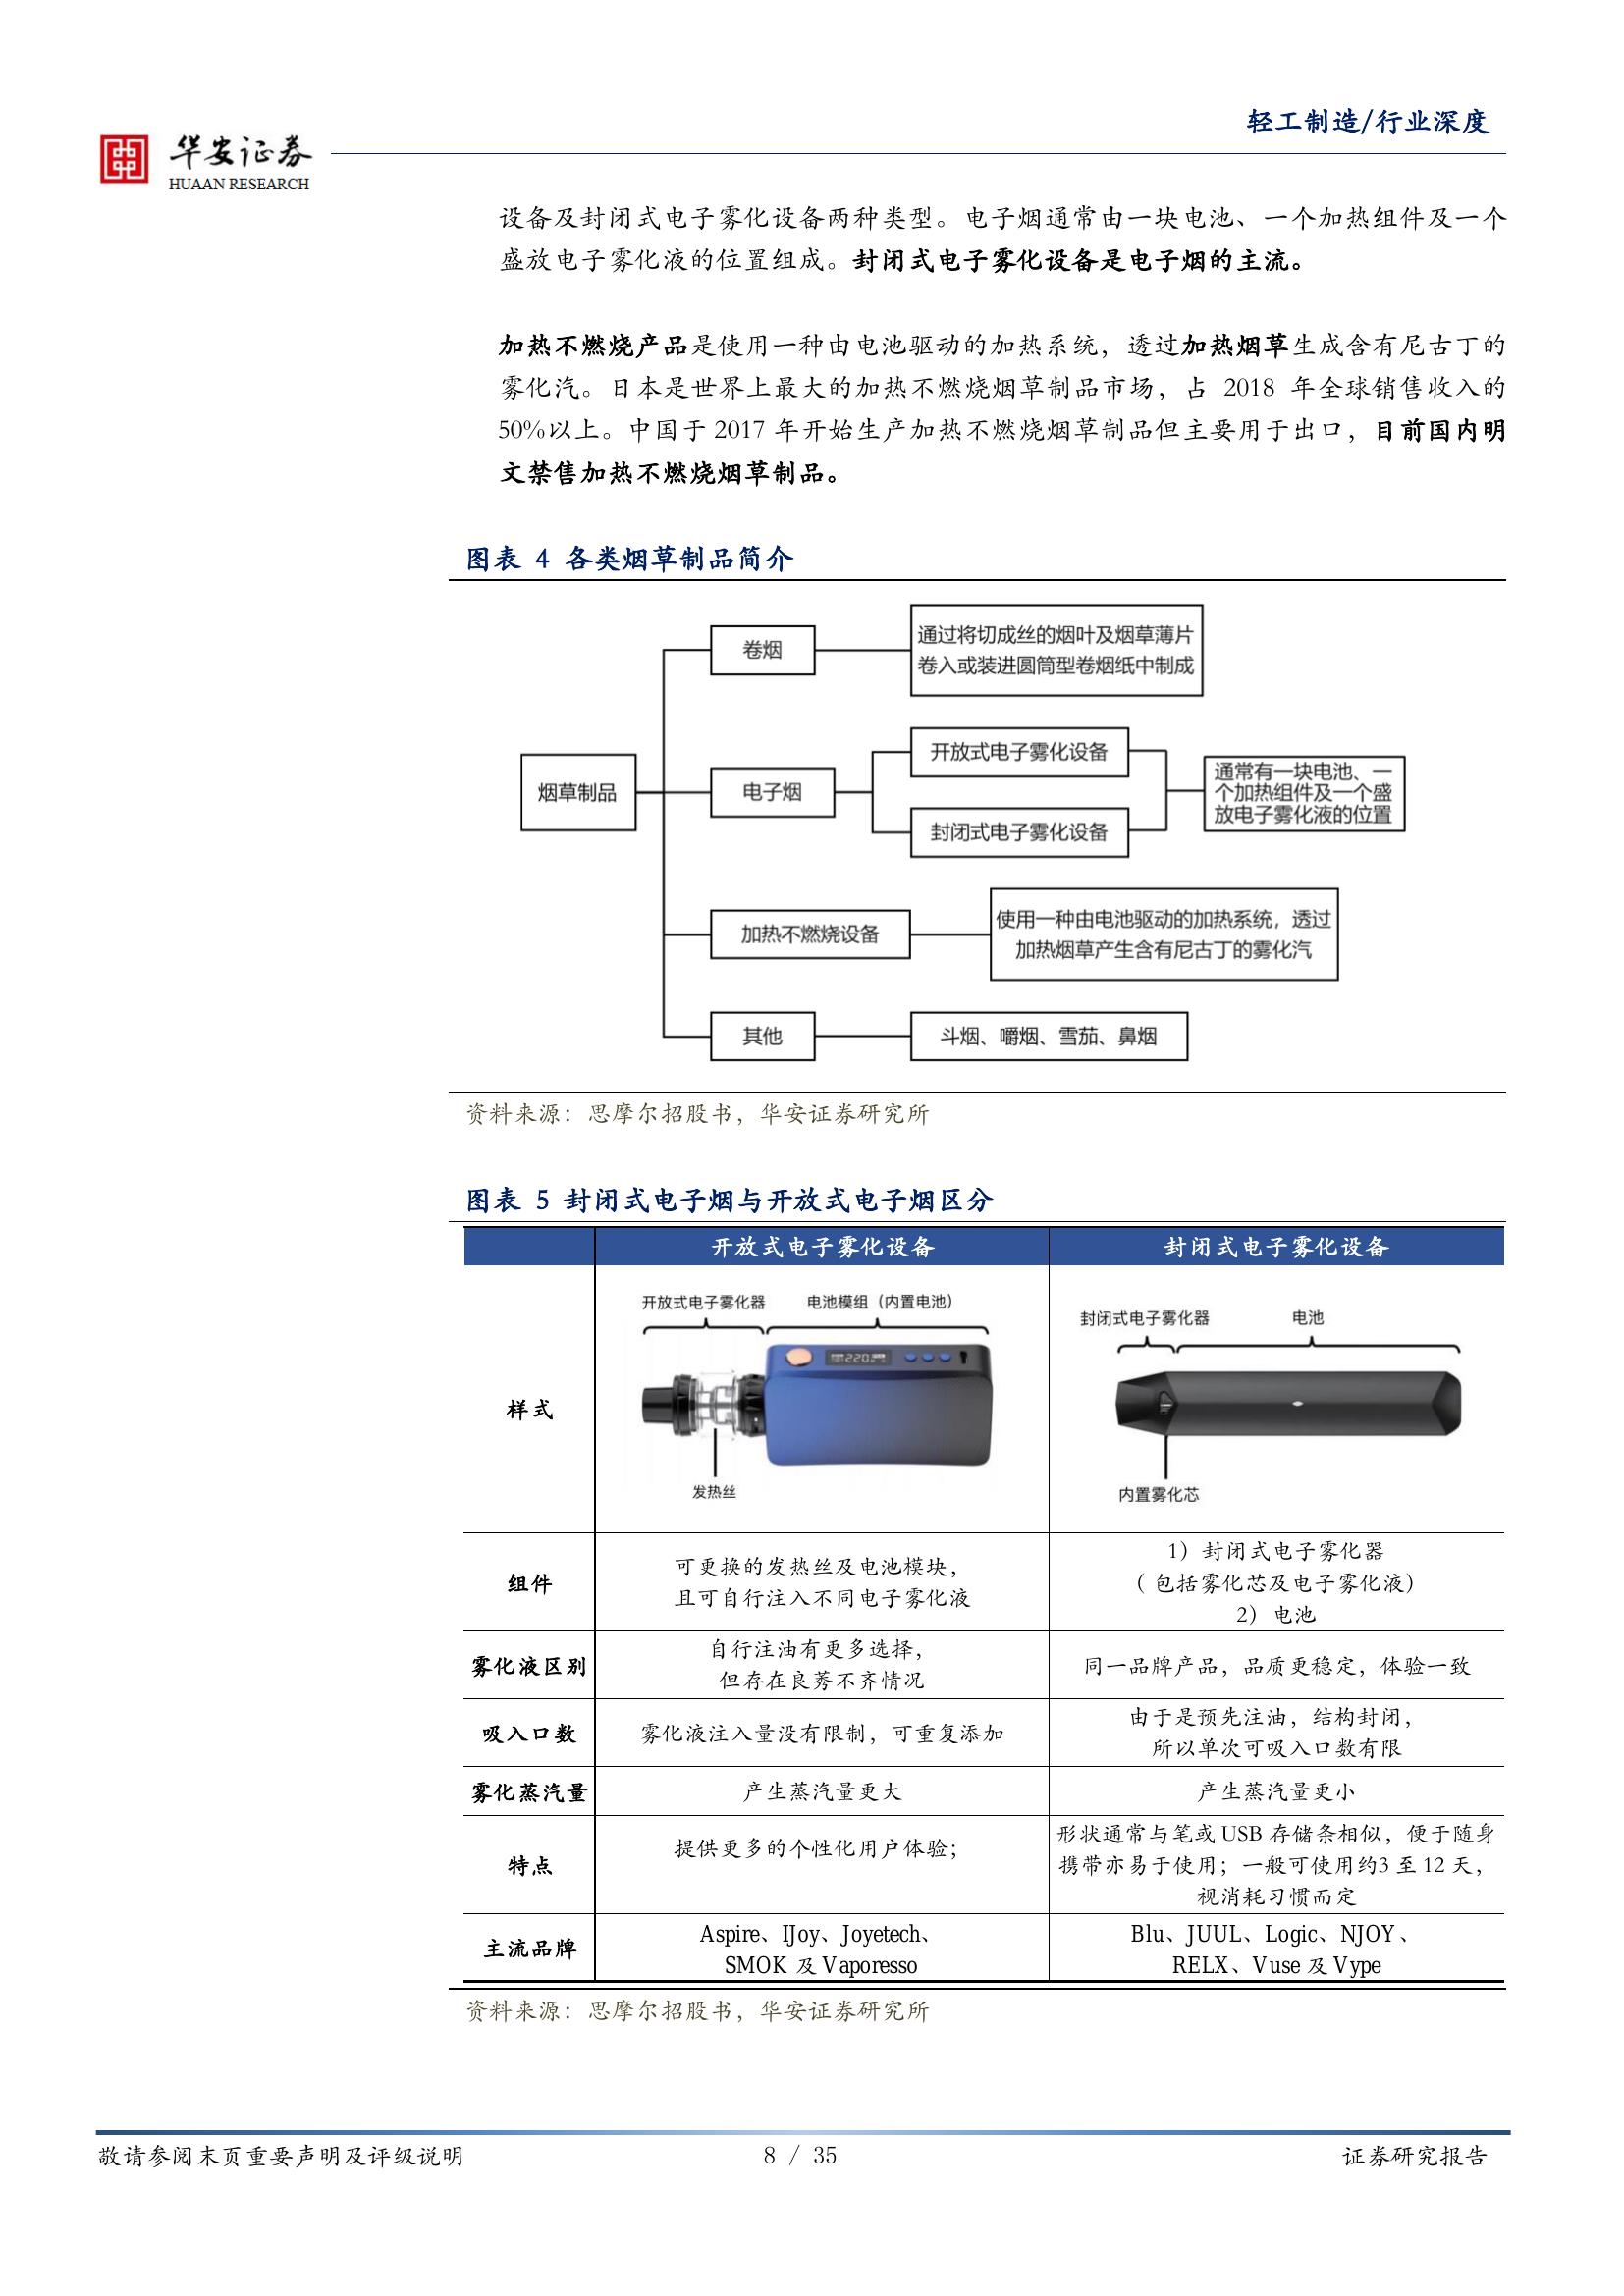 轻工制造/行业深度
华安证券
HUAAN RESEARCH
设备及封闭式电子雾化设备两种类型。电子烟通常由一块电池、一个加热组件及一个
盛放电子雾化液的位置组成。封闭式电子雾化设备是电子烟的主流。
加热不燃烧产品是使用一种由电池驱动的加热系统，透过加热烟草生成含有尼古丁的
雾化汽。日本是世界上最大的加热不燃烧烟草制品市场，占 2018 年全球销售收入的
50%以上。中国于 2017 年开始生产加热不燃烧烟草制品但主要用于出口，目前国内明
文禁售加热不燃烧烟草制品。
图表 4 各类烟草制品简介
烟草制品
卷烟
通过将切成丝的烟叶及烟草薄片
卷入或装进圆筒型卷烟纸中制成
电子烟
开放式电子雾化设备
封闭式电子雾化设备
通常有一块电池、一
个加热组件及一个盛
放电子雾化液的位置
加热不燃烧设备
使用一种由电池驱动的加热系统，透过
加热烟草产生含有尼古丁的雾化汽
其他
斗烟、嚼烟、雪茄、鼻烟
资料来源：思摩尔招股书，华安证券研究所
图表 5 封闭式电子烟与开放式电子烟区分
开放式电子雾化设备
封闭式电子雾化设备
样式
开放式电子雾化器
电池模组（内置电池）
220
发热丝
封闭式电子雾化器
电池
内置雾化芯
组件
可更换的发热丝及电池模块，
且可自行注入不同电子雾化液
1）封闭式电子雾化器
（ 包括雾化芯及电子雾化液）
2）电池
雾化液区别
自行注油有更多选择，
但存在良莠不齐情况
同一品牌产品，品质更稳定，体验一致
吸入口数
雾化液注入量没有限制，可重复添加
由于是预先注油，结构封闭，
所以单次可吸入口数有限
雾化蒸汽量
产生蒸汽量更大
产生蒸汽量更小
特点
提供更多的个性化用户体验；
形状通常与笔或 USB 存储条相似，便于随身
携带亦易于使用；一般可使用约3 至 12 天，
视消耗习惯而定
主流品牌
Aspire、IJoy、Joyetech、
SMOK 及 Vaporesso
Blu、JUUL、Logic、NJOY、
RELX、Vuse 及 Vype
资料来源：思摩尔招股书，华安证券研究所
敬请参阅末页重要声明及评级说明
8 / 35
证券研究报告